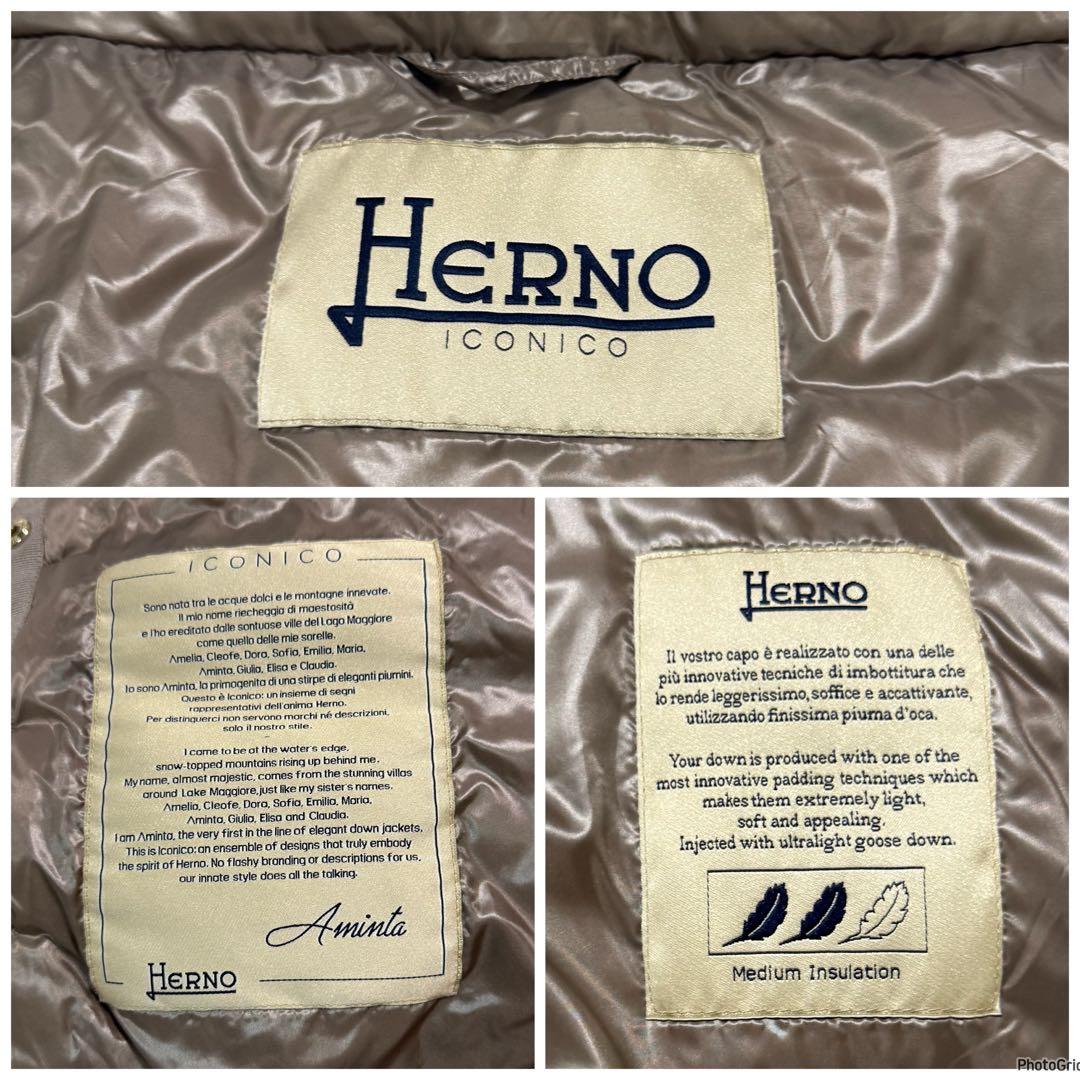 HERNO
ICONICO
ICONICO
Sono nata tra le acque dolci e le montagne innevate.
Il mio nome riecheggia di maestosità
e l'ho ereditato dalle sontuose ville del Lago Maggiore
come quello delle mie sorelle.
Amelia, Cleofe, Dora, Sofia, Emilia, Maria,
Aminta, Giulia, Elisa e Claudia.
Io sono Aminta, la primogenita di una stirpe di eleganti piumini.
Questo è Iconico: un insieme di segni
rappresentativi dell'anima Herno.
Per distinguerci non servono marchi né descrizioni,
solo il nostro stile.
-
I came to be at the water's edge,
snow-topped mountains rising up behind me.
My name, almost majestic, comes from the stunning villas
around Lake Maggiore, just like my sister's names.
Amelia, Cleofe, Dora, Sofia, Emilia, Maria,
Aminta, Giulia, Elisa and Claudia.
I am Aminta, the very first in the line of elegant down jackets.
This is Iconico: an ensemble of designs that truly embody
the spirit of Herno. No flashy branding or descriptions for us,
our innate style does all the talking.
Aminta
HERNO
HERNO
Il vostro capo è realizzato con una delle
più innovative tecniche di imbottitura che
lo rende leggerissimo, soffice e accattivante,
utilizzando finissima piuma d'oca.
Your down is produced with one of the
most innovative padding techniques which
makes them extremely light,
soft and appealing.
Injected with ultralight goose down.
Medium Insulation
PhotoGrid